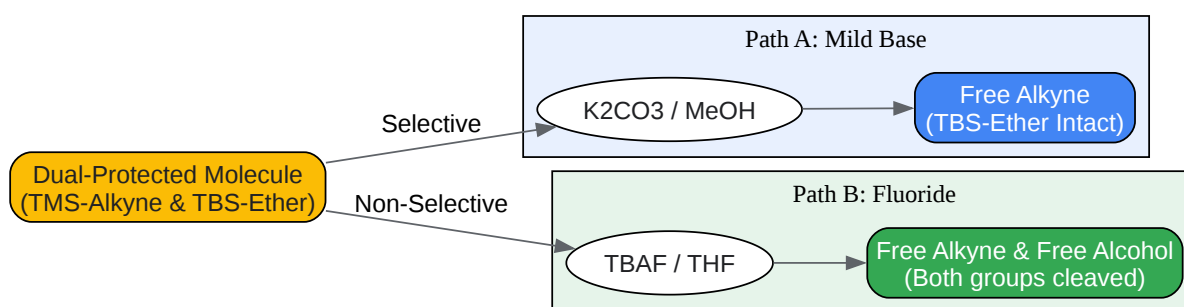 Path A: Mild Base
K2CO3 / MeOH
Free Alkyne
(TBS-Ether Intact)
Selective
Dual-Protected Molecule
(TMS-Alkyne & TBS-Ether)
Non-Selective
Path B: Fluoride
TBAF / THF
Free Alkyne & Free Alcohol
(Both groups cleaved)